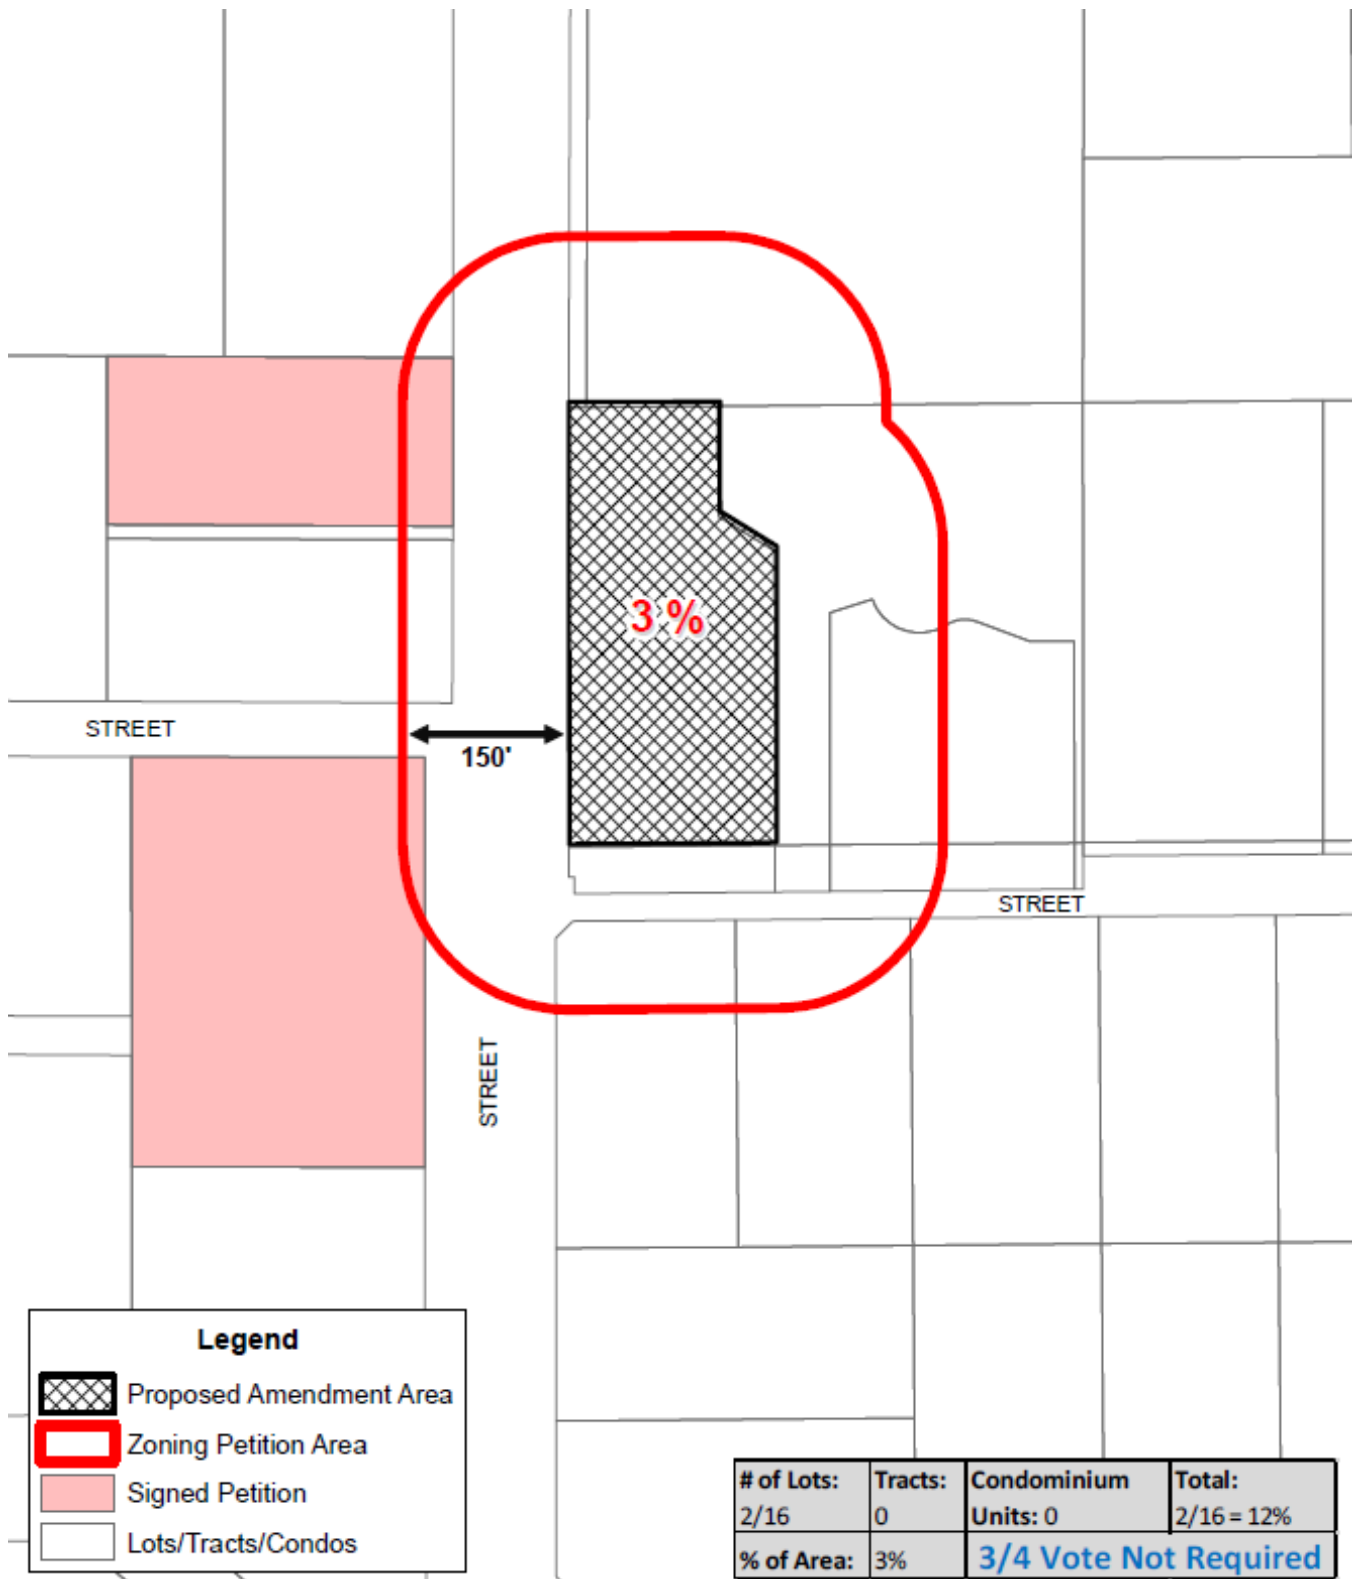 3 %
STREET
150'
STREET
STREET
Legend
Proposed Amendment Area
Zoning Petition Area
Signed Petition
Lots/Tracts/Condos
# of Lots: Tracts: Condominium Total:
2/16 0 Units: 0 2/16 = 12%
% of Area: 3% 3/4 Vote Not Required